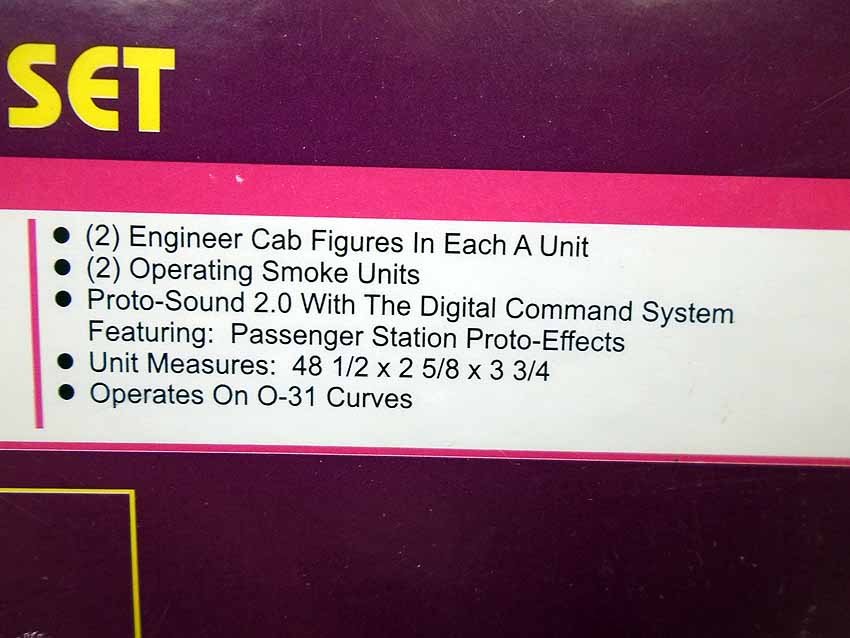 SET
● (2) Engineer Cab Figures In Each A Unit
● (2) Operating Smoke Units
● Proto-Sound 2.0 With The Digital Command System
Featuring: Passenger Station Proto-Effects
● Unit Measures: 48 1/2 x 2 5/8 x 3 3/4
● Operates On O-31 Curves